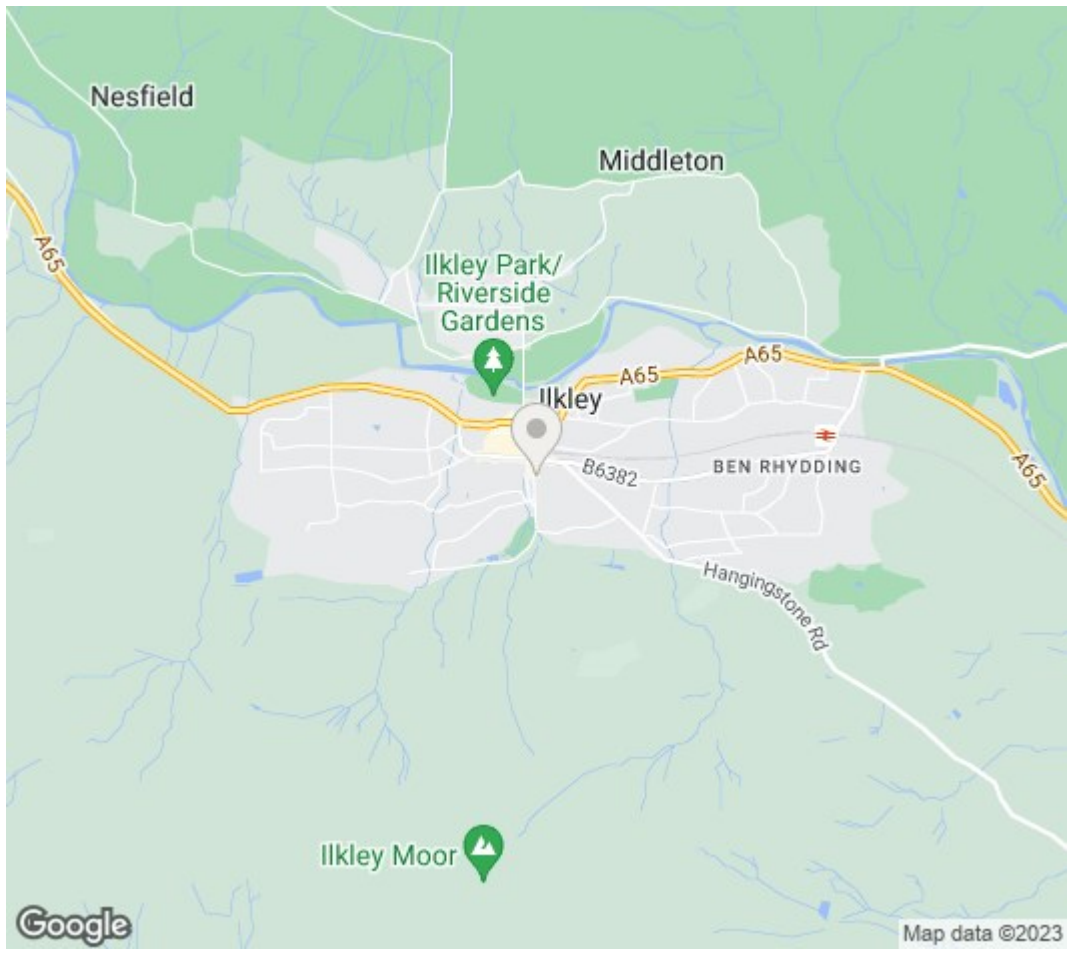 Nesfield
Middleton
A65
Ilkley Park/
Riverside
Gardens
A65
A65
Ilkley
B6382
BEN RHYDDING
A65
Hangingstone Rd
Ilkley Moor
Google
Map data ©2023